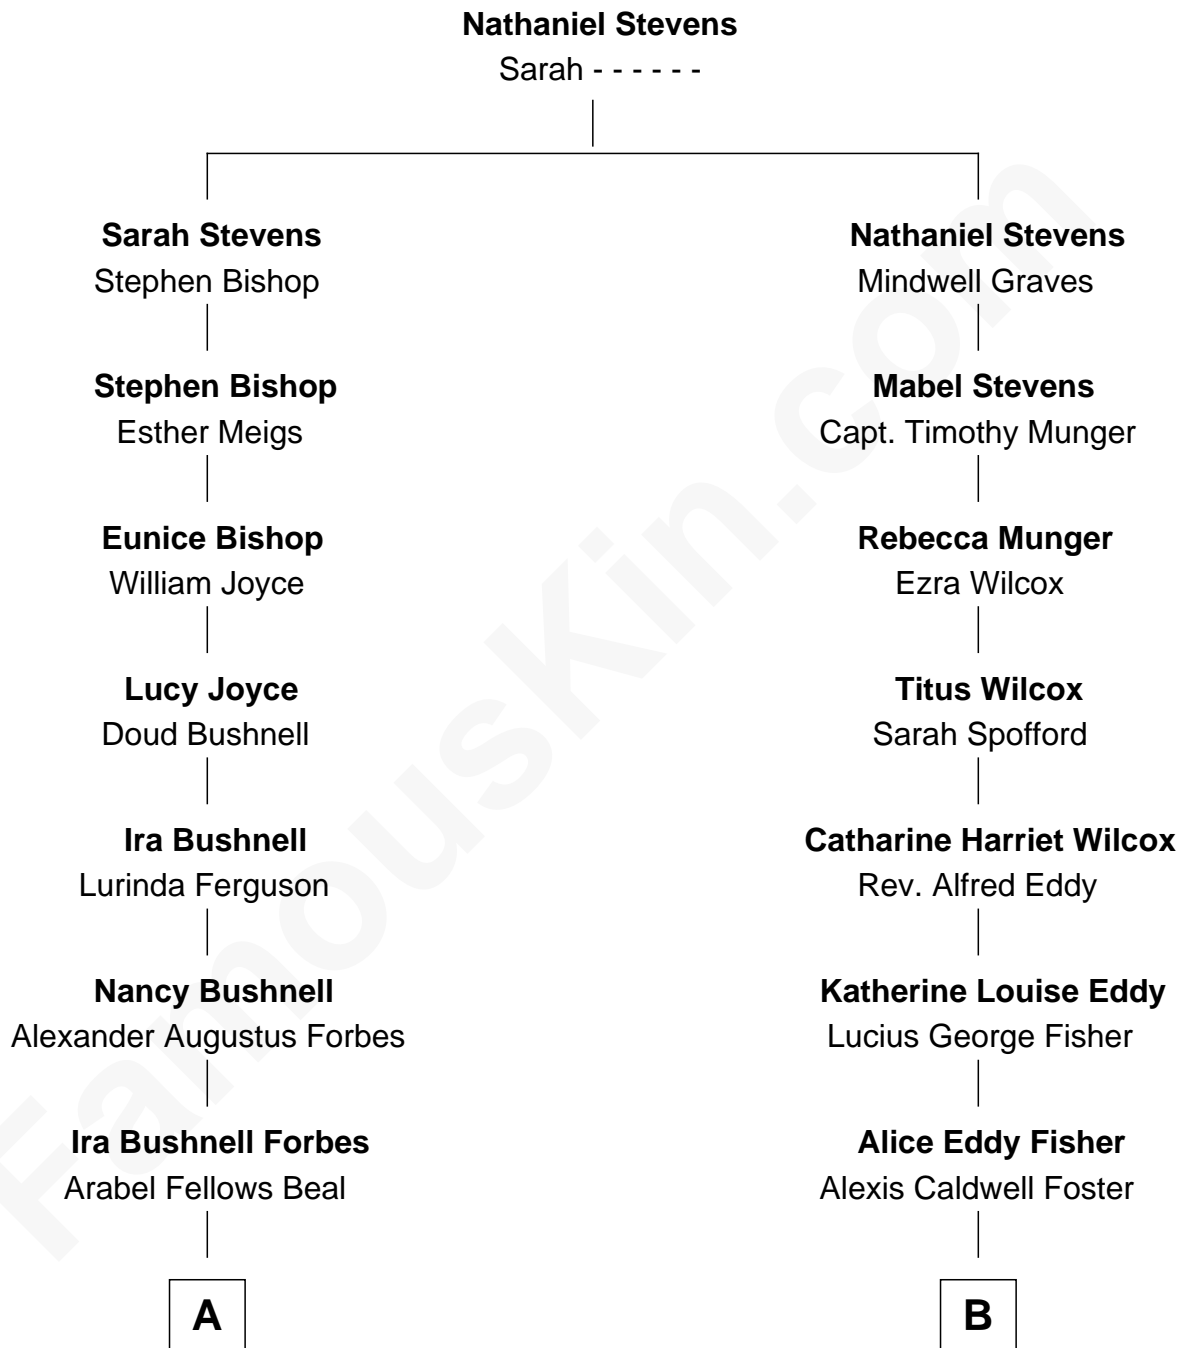 Nathaniel Stevens
Sarah - - - - - -
Sarah Stevens
Stephen Bishop
Nathaniel Stevens
Mindwell Graves
Stephen Bishop
Esther Meigs
Mabel Stevens
Capt. Timothy Munger
Eunice Bishop
William Joyce
Rebecca Munger
Ezra Wilcox
Lucy Joyce
Doud Bushnell
Titus Wilcox
Sarah Spofford
Ira Bushnell
Lurinda Ferguson
Catharine Harriet Wilcox
Rev. Alfred Eddy
Nancy Bushnell
Alexander Augustus Forbes
Katherine Louise Eddy
Lucius George Fisher
Ira Bushnell Forbes
Arabel Fellows Beal
Alice Eddy Fisher
Alexis Caldwell Foster
A
B
FamousKin.com